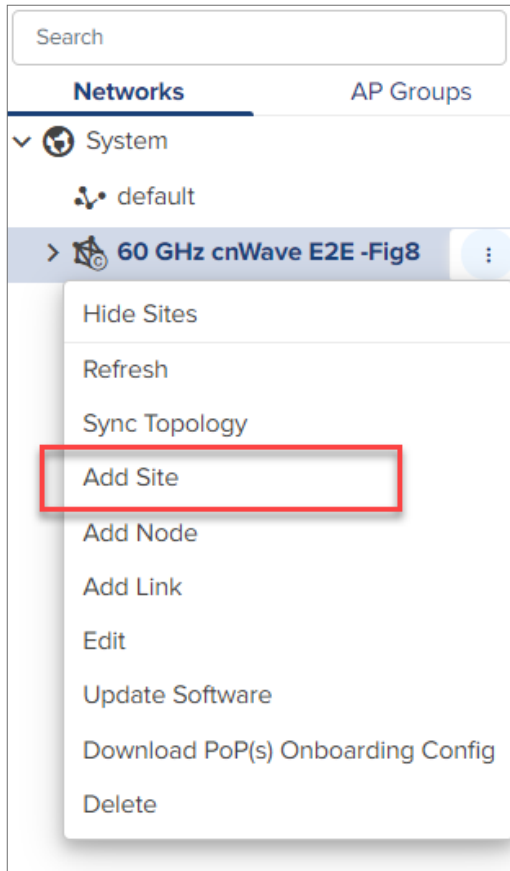 Search
Networks AP Groups
System
default
60 GHz cnWave E2E -Fig8
Hide Sites
Refresh
Sync Topology
Add Site
Add Node
Add Link
Edit
Update Software
Download PoP(s) Onboarding Config
Delete